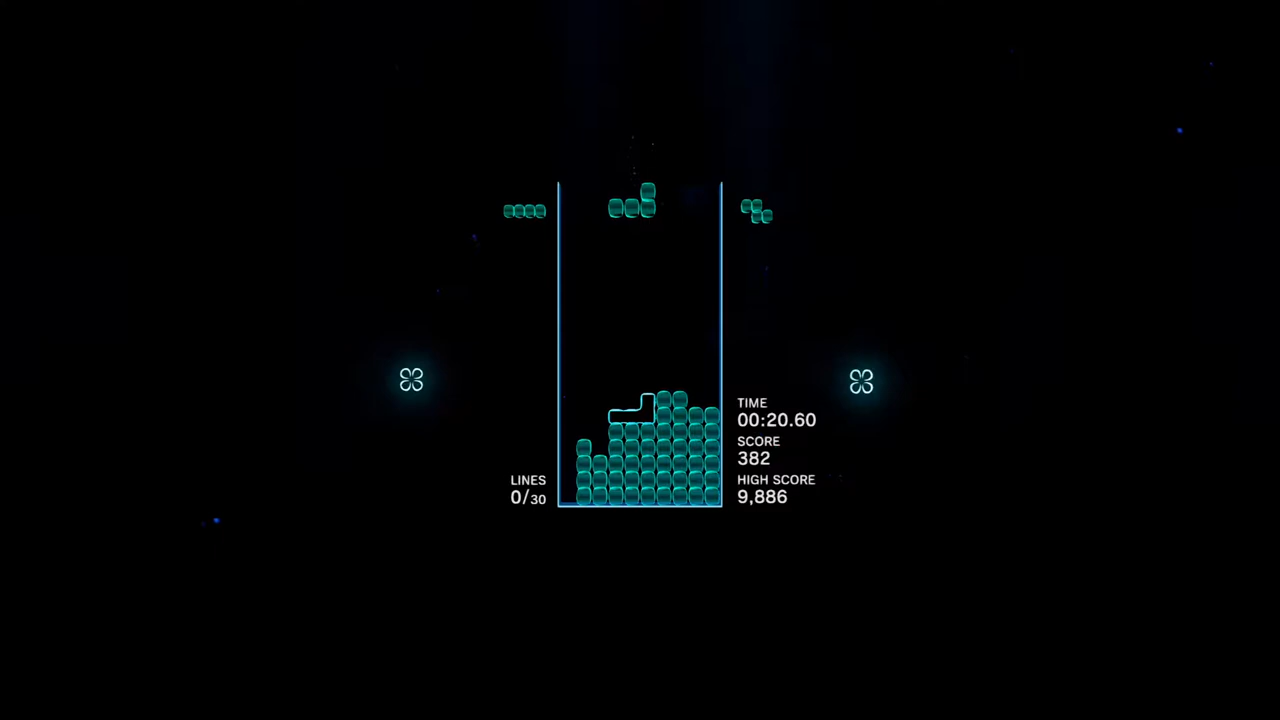 TIME
00:20.60
SCORE
382
LINES
0/30
HIGH SCORE
9,886